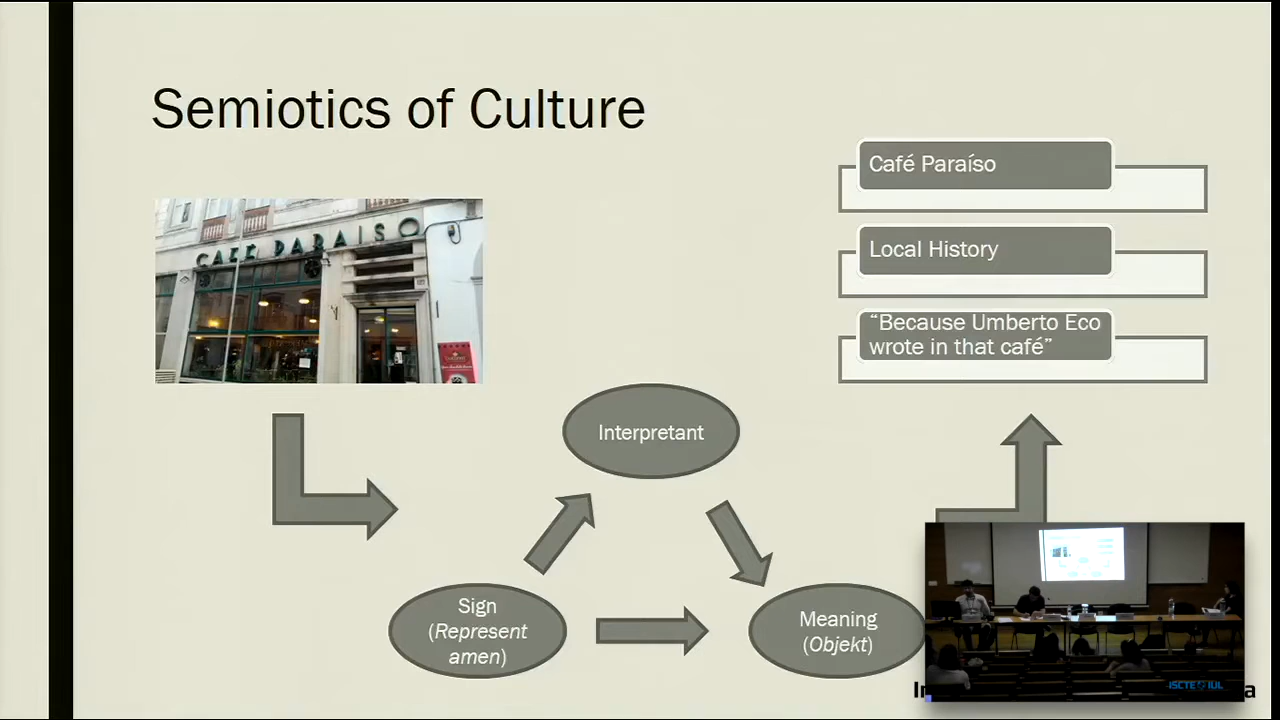 Semiotics of Culture
CAFÉ PARAISO
Café Paraíso
Local History
“Because Umberto Eco
wrote in that café”
Interpretant
Sign
(Represent
amen)
Meaning
(Objekt)
ISCTE IUL